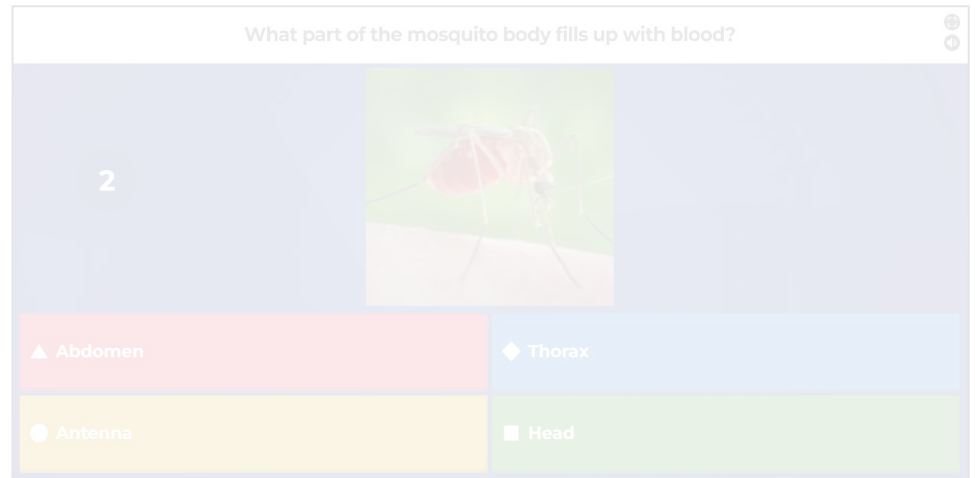 What part of the mosquito body fills up with blood?
2
Abdomen
Thorax
Antenna
Head